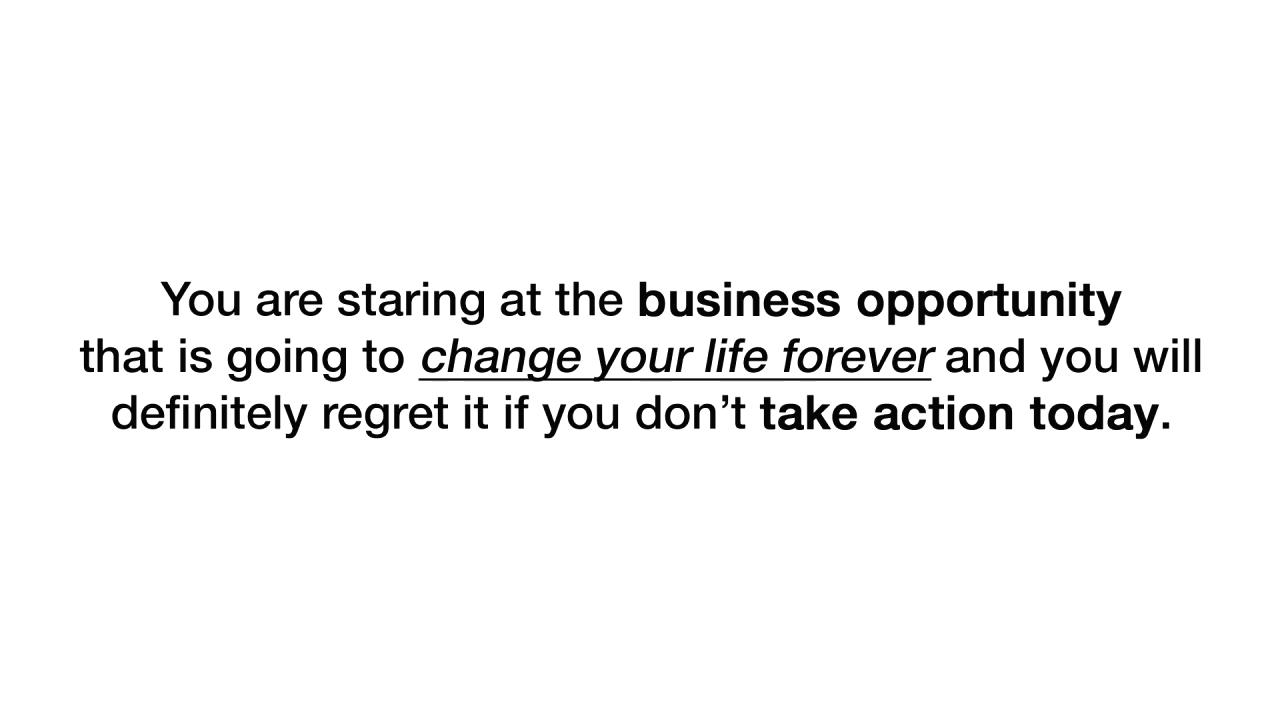 You are staring at the business opportunity
that is going to change your life forever and you will
definitely regret it if you don’t take action today.